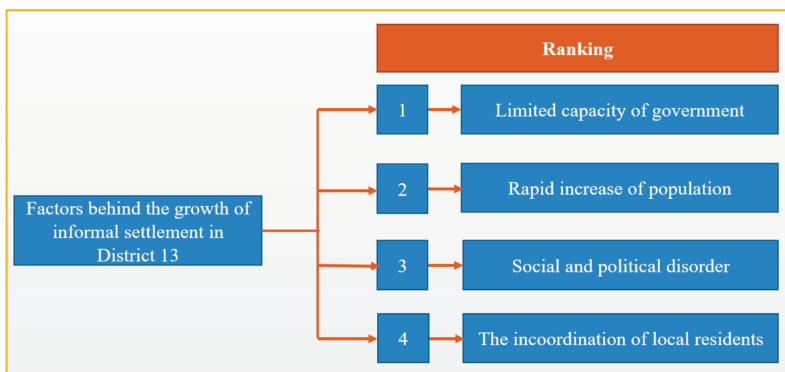 Ranking
Factors behind the growth of
informal settlement in
District 13
1
Limited capacity of government
2
Rapid increase of population
3
Social and political disorder
4
The incoordination of local residents